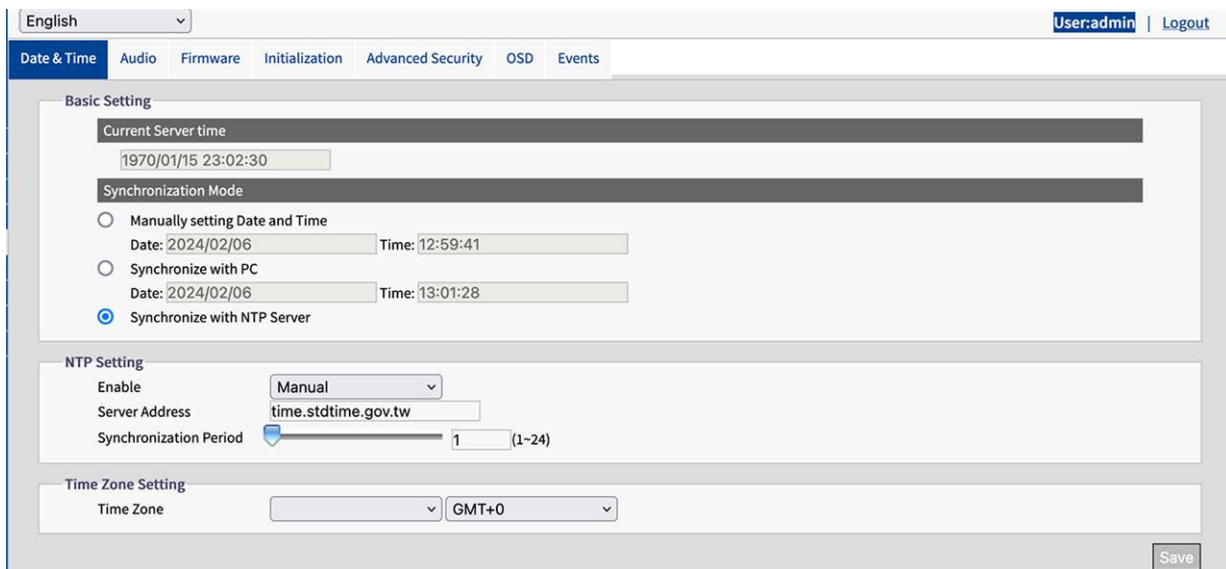 English User:admin | Logout
Date & Time Audio Firmware Initialization Advanced Security OSD Events
Basic Setting
Current Server time
1970/01/15 23:02:30
Synchronization Mode
Manually setting Date and Time
Date: 2024/02/06 Time: 12:59:41
Synchronize with PC
Date: 2024/02/06 Time: 13:01:28
Synchronize with NTP Server
NTP Setting
Enable Manual
Server Address time.stdtime.gov.tw
Synchronization Period 1 (1~24)
Time Zone Setting
Time Zone GMT+0
Save